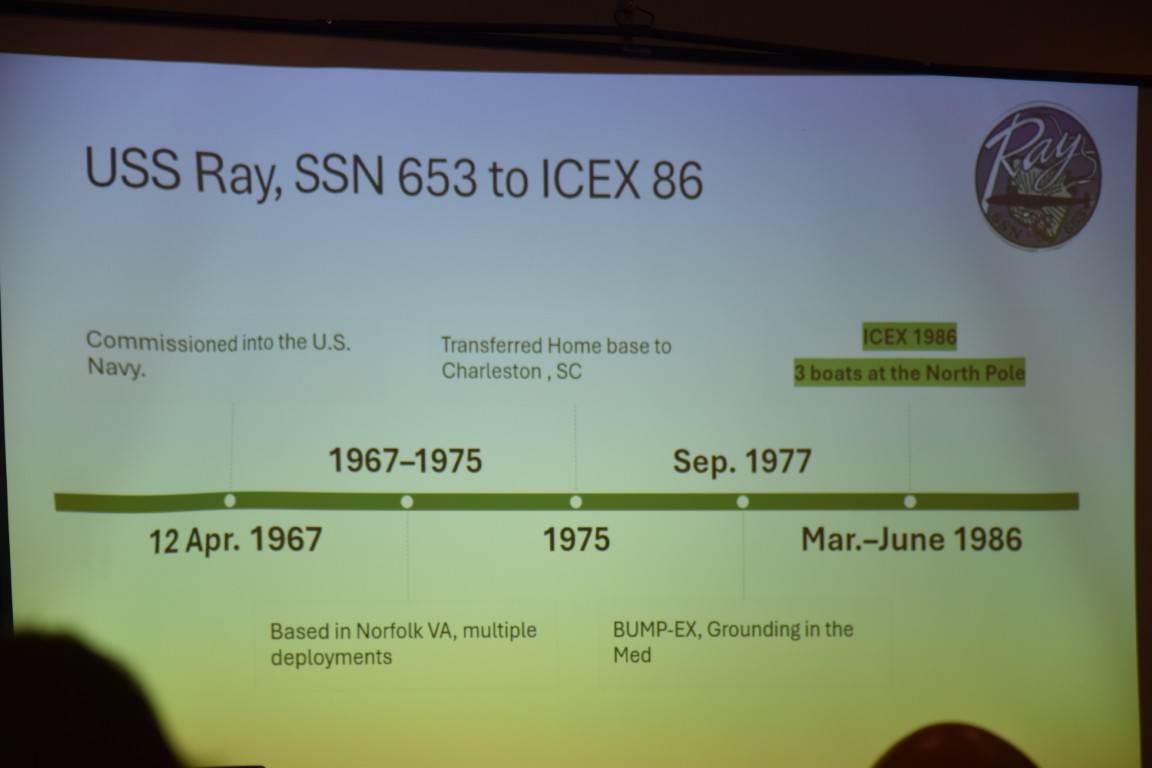 USS Ray, SSN 653 to ICEX 86
Ray
SSN 653
Commissioned into the U.S.
Navy.
Transferred Home base to
Charleston , SC
ICEX 1986
3 boats at the North Pole
1967–1975
Sep. 1977
12 Apr. 1967
1975
Mar.–June 1986
Based in Norfolk VA, multiple
deployments
BUMP-EX, Grounding in the
Med